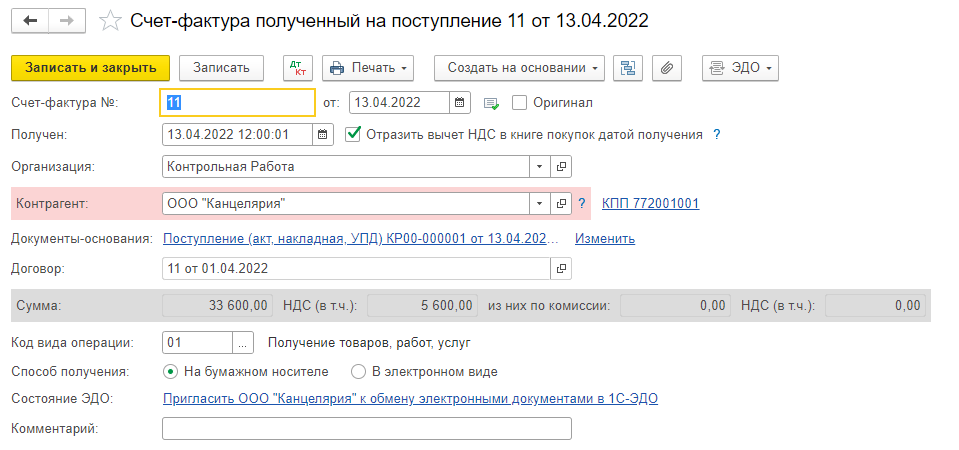 Счет-фактура полученный на поступление 11 от 13.04.2022
Записать и закрыть Записать Дт Кт Печать Создать на основании ЭДО
Счет-фактура №: 11 от: 13.04.2022 Оригинал
Получен: 13.04.2022 12:00:01 Отразить вычет НДС в книге покупок датой получения ?
Организация: Контрольная Работа
Контрагент: ООО "Канцелярия" ? КПП 772001001
Документы-основания: Поступление (акт, накладная, УПД) КР00-000001 от 13.04.202... Изменить
Договор: 11 от 01.04.2022
Сумма: 33 600,00 НДС (в т.ч.): 5 600,00 из них по комиссии: 0,00 НДС (в т.ч.): 0,00
Код вида операции: 01 ... Получение товаров, работ, услуг
Способ получения: На бумажном носителе В электронном виде
Состояние ЭДО: Пригласить ООО "Канцелярия" к обмену электронными документами в 1С-ЭДО
Комментарий: